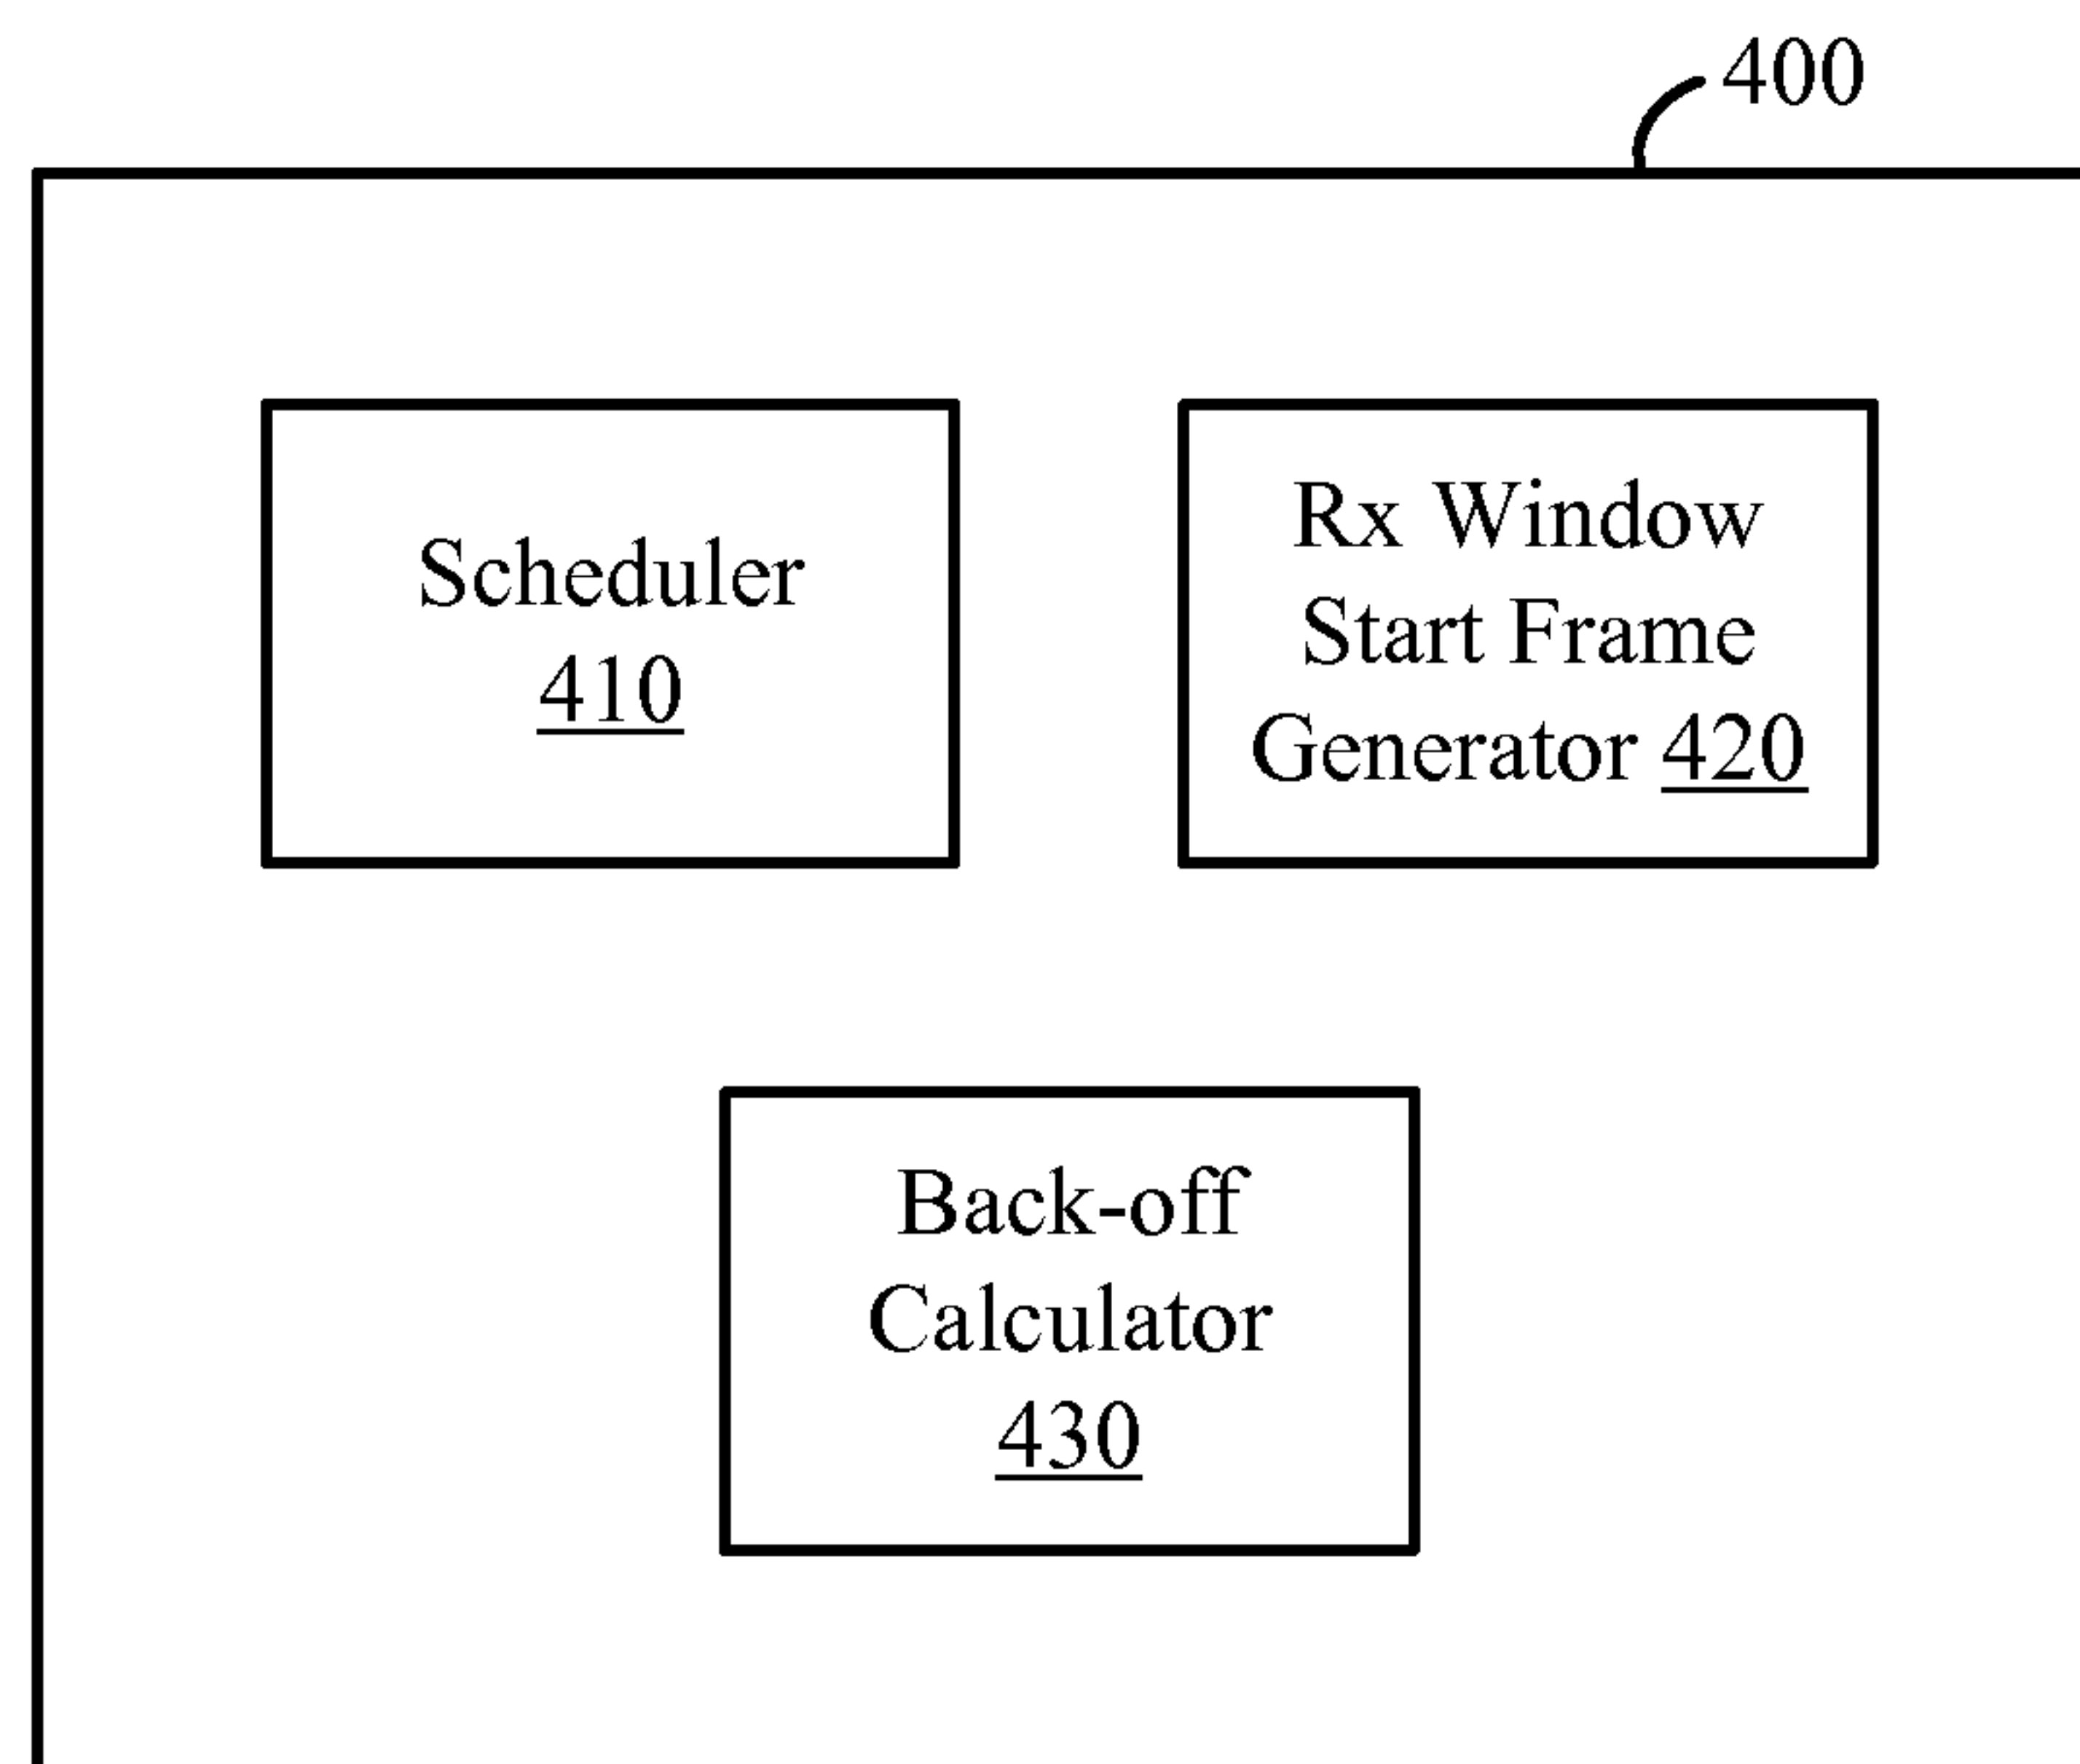 400
Scheduler
410
Rx Window
Start Frame
Generator 420
Back-off
Calculator
430